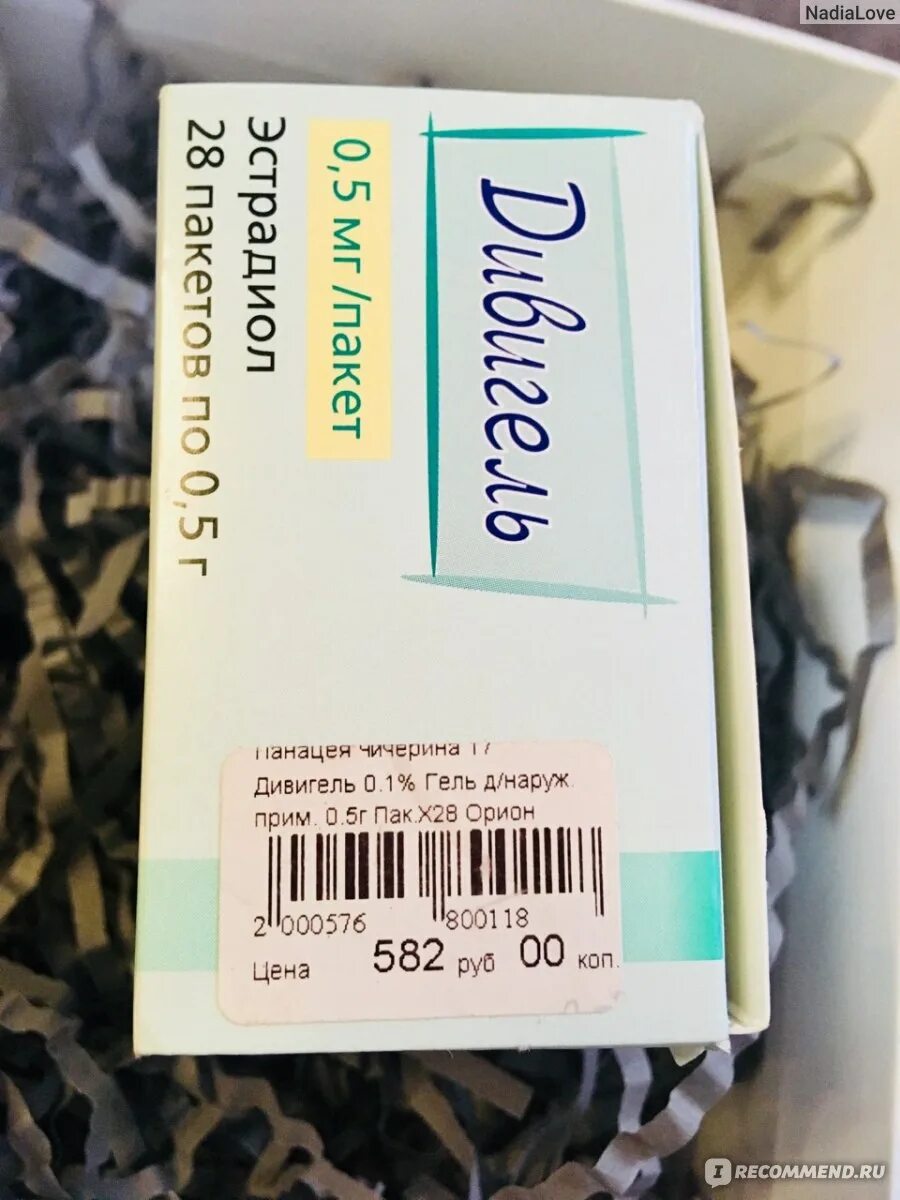 NadiaLove
Дивигель
0,5 мг/пакет
Эстрадиол
28 пакетов по 0,5 г
Панацея Чичерина 17
Дивигель 0.1% Гель д/наруж.
прим. 0.5г Пак.Х28 Орион
2 000576 800118
Цена 582 руб 00 коп.
I RECOMMEND.RU